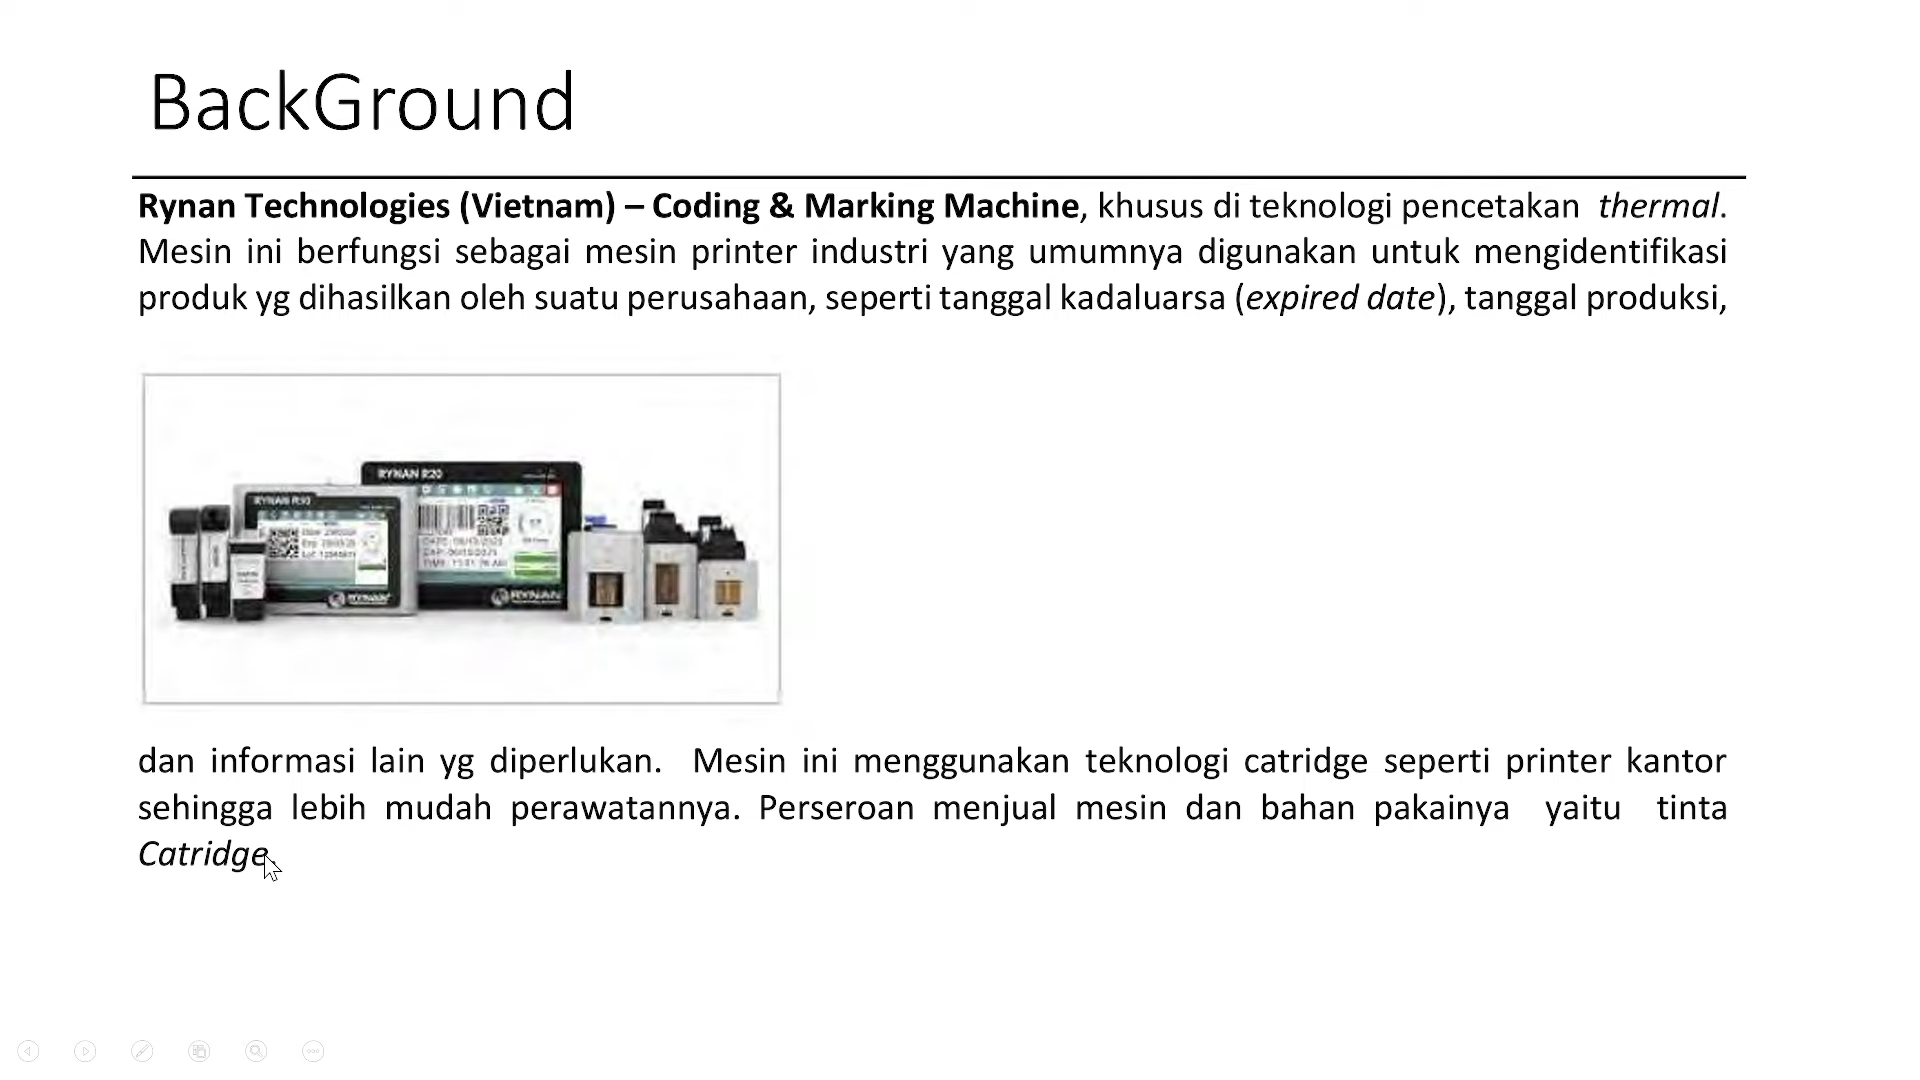 BackGround
Rynan Technologies (Vietnam) – Coding & Marking Machine, khusus di teknologi pencetakan thermal.
Mesin ini berfungsi sebagai mesin printer industri yang umumnya digunakan untuk mengidentifikasi
produk yg dihasilkan oleh suatu perusahaan, seperti tanggal kadaluarsa (expired date), tanggal produksi,
RYNAN R20
RYNAN R10
RYNAN
RYNAN
dan informasi lain yg diperlukan. Mesin ini menggunakan teknologi catridge seperti printer kantor
sehingga lebih mudah perawatannya. Perseroan menjual mesin dan bahan pakainya yaitu tinta
Catridge.